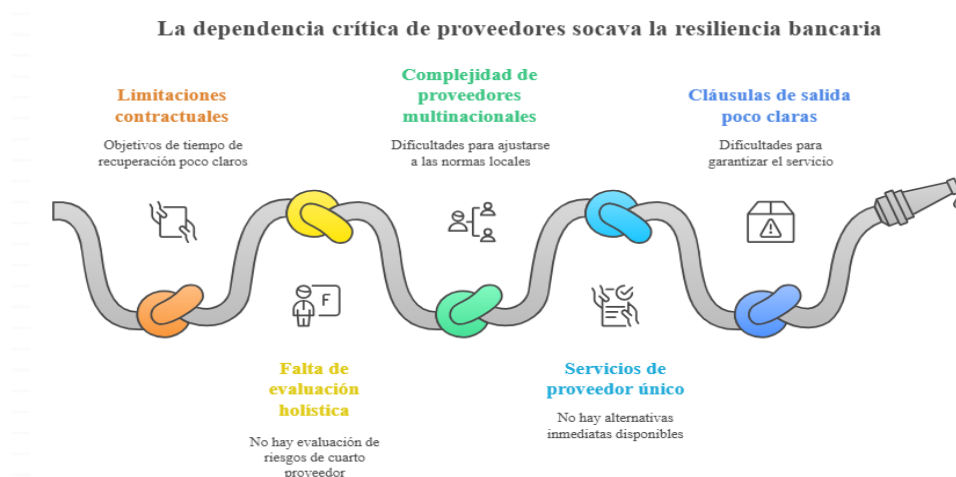 La dependencia crítica de proveedores socava la resiliencia bancaria
Limitaciones
contractuales
Objetivos de tiempo de
recuperación poco claros
Falta de
evaluación
holística
No hay evaluación de
riesgos de cuarto
proveedor
Complejidad de
proveedores
multinacionales
Dificultades para ajustarse
a las normas locales
Servicios de
proveedor único
No hay alternativas
inmediatas disponibles
Cláusulas de salida
poco claras
Dificultades para
garantizar el servicio
F